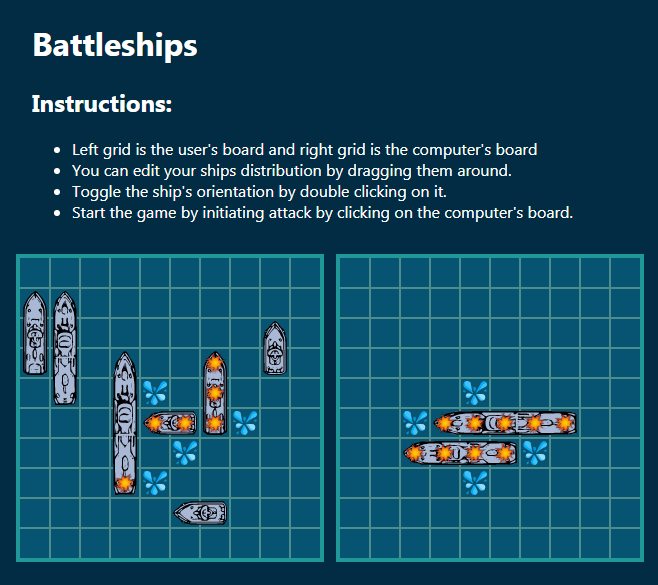 Battleships
Instructions:
Left grid is the user's board and right grid is the computer's board
You can edit your ships distribution by dragging them around.
Toggle the ship's orientation by double clicking on it.
Start the game by initiating attack by clicking on the computer's board.